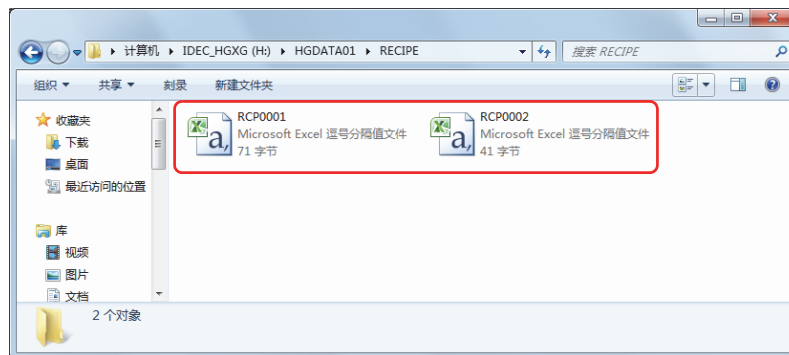 计算机 ▸ IDEC_HGXG (H:) ▸ HGDATA01 ▸ RECIPE
搜索 RECIPE
组织 共享 刻录 新建文件夹
收藏夹
下载
桌面
最近访问的位置
库
视频
图片
文档
RCP0001
Microsoft Excel 逗号分隔值文件
71 字节
RCP0002
Microsoft Excel 逗号分隔值文件
41 字节
2 个对象